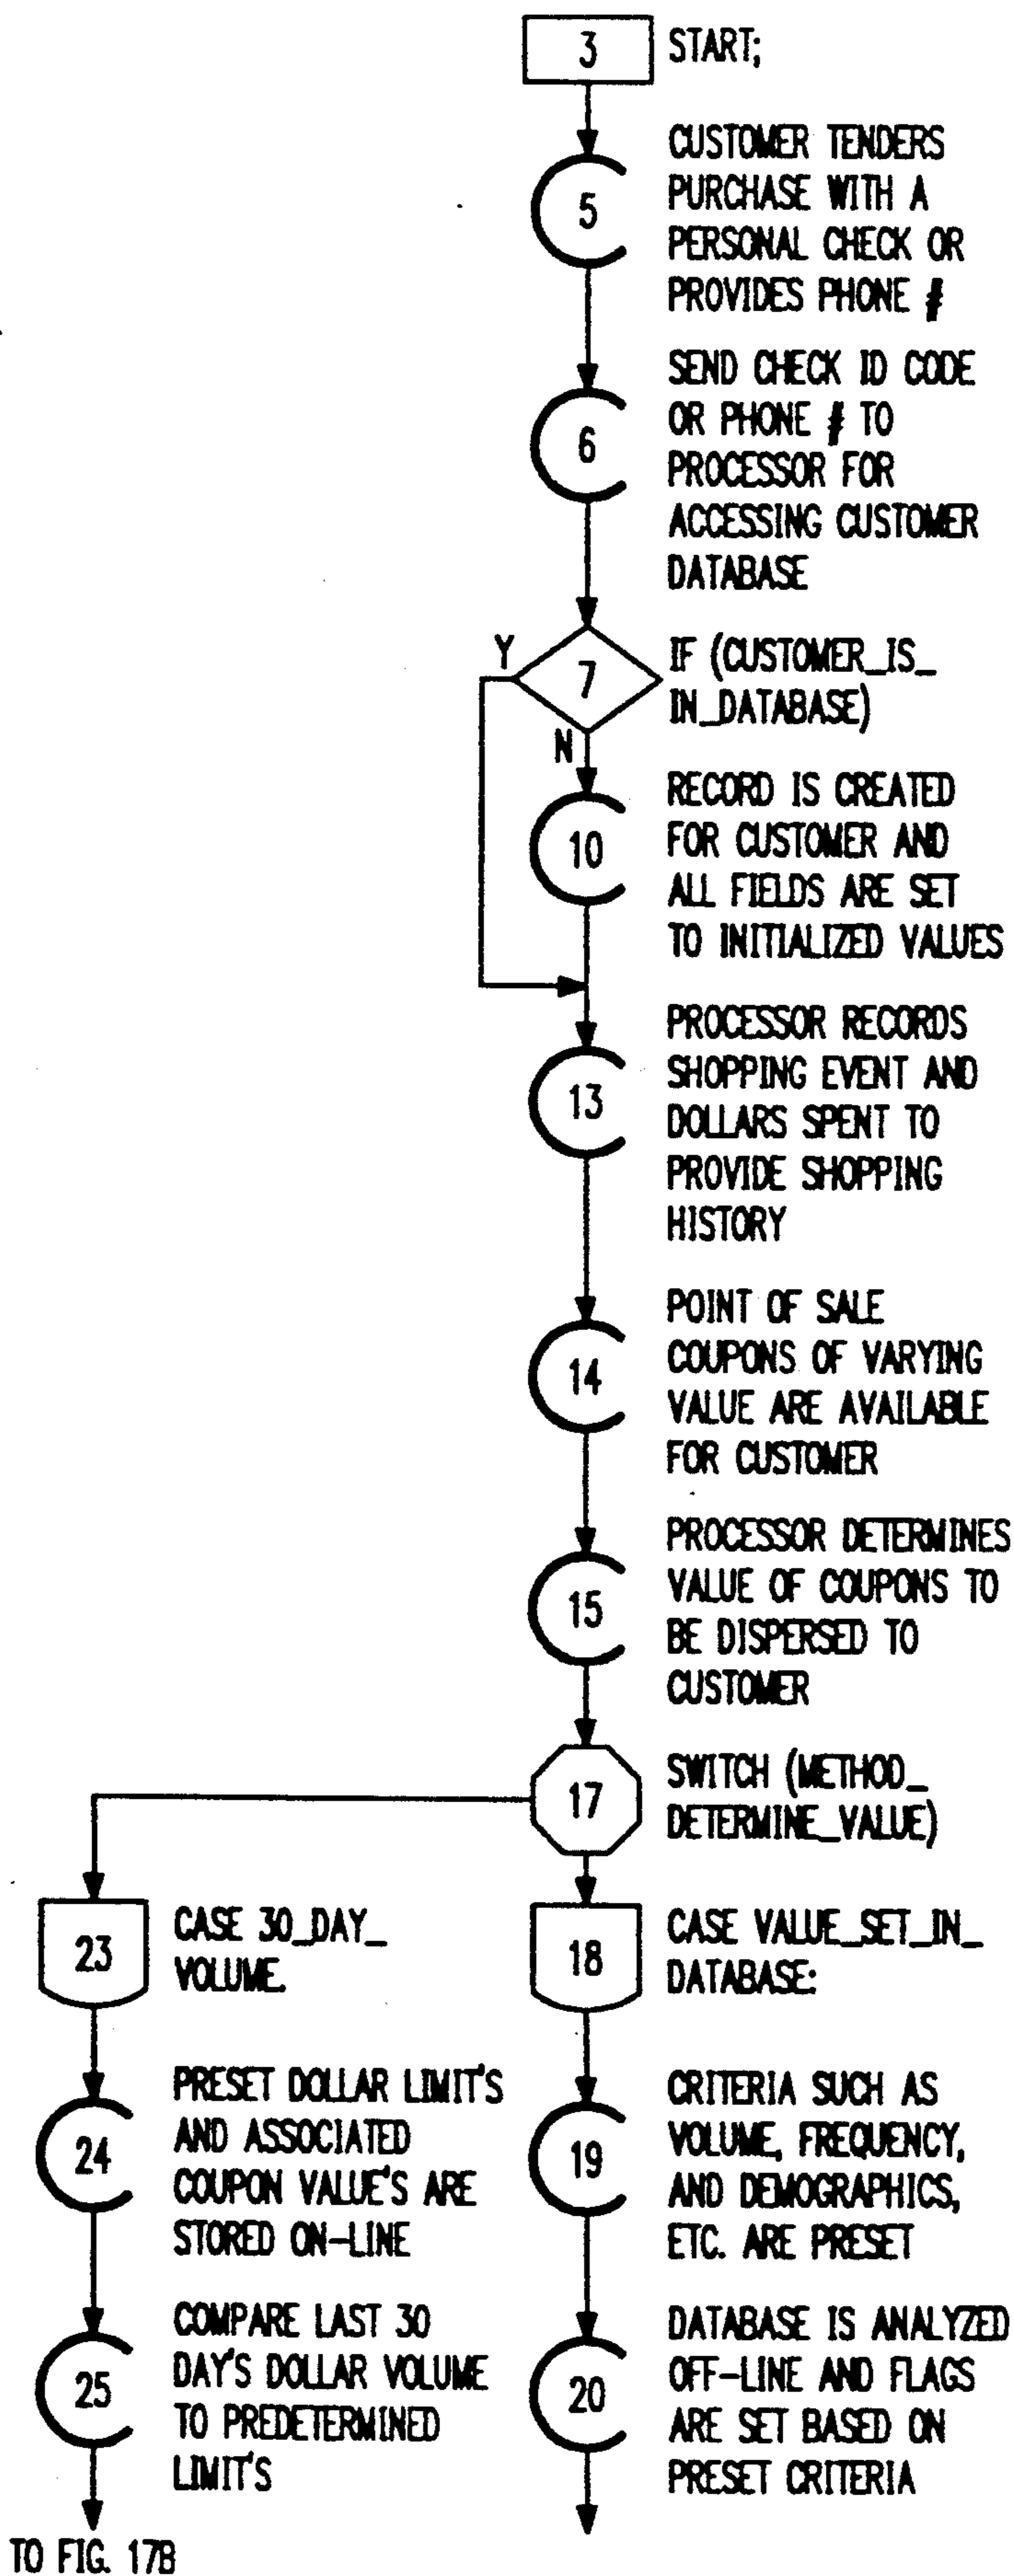 3 START;
5
CUSTOMER TENDERS
PURCHASE WITH A
PERSONAL CHECK OR
PROVIDES PHONE #
6
SEND CHECK ID CODE
OR PHONE # TO
PROCESSOR FOR
ACCESSING CUSTOMER
DATABASE
Y
7
N
IF (CUSTOMER_IS_
IN_DATABASE)
10
RECORD IS CREATED
FOR CUSTOMER AND
ALL FIELDS ARE SET
TO INITIALIZED VALUES
13
PROCESSOR RECORDS
SHOPPING EVENT AND
DOLLARS SPENT TO
PROVIDE SHOPPING
HISTORY
14
POINT OF SALE
COUPONS OF VARYING
VALUE ARE AVAILABLE
FOR CUSTOMER
15
PROCESSOR DETERMINES
VALUE OF COUPONS TO
BE DISPERSED TO
CUSTOMER
17
SWITCH (METHOD_
DETERMINE_VALUE)
23
CASE 30_DAY_
VOLUME.
24
PRESET DOLLAR LIMIT'S
AND ASSOCIATED
COUPON VALUE'S ARE
STORED ON-LINE
25
COMPARE LAST 30
DAY'S DOLLAR VOLUME
TO PREDETERMINED
LIMIT'S
TO FIG. 17B
18
CASE VALUE_SET_IN_
DATABASE:
19
CRITERIA SUCH AS
VOLUME, FREQUENCY,
AND DEMOGRAPHICS,
ETC. ARE PRESET
20
DATABASE IS ANALYZED
OFF-LINE AND FLAGS
ARE SET BASED ON
PRESET CRITERIA